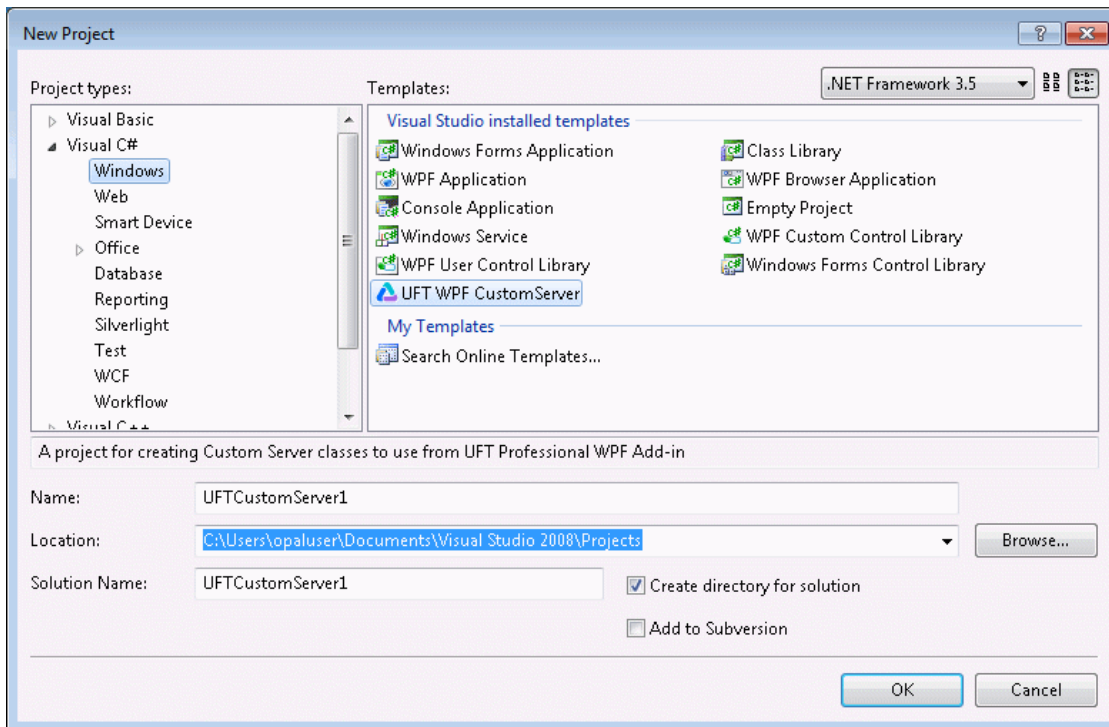 New Project
Project types:
Templates:
.NET Framework 3.5
Visual Basic
Visual C#
Windows
Web
Smart Device
Office
Database
Reporting
Silverlight
Test
WCF
Workflow
Visual C++
Visual Studio installed templates
Windows Forms Application
Class Library
WPF Application
WPF Browser Application
Console Application
Empty Project
Windows Service
WPF Custom Control Library
WPF User Control Library
Windows Forms Control Library
UFT WPF CustomServer
My Templates
Search Online Templates...
A project for creating Custom Server classes to use from UFT Professional WPF Add-in
Name: UFTCustomServer1
Location: C:\Users\opaluser\Documents\Visual Studio 2008\Projects Browse...
Solution Name: UFTCustomServer1 Create directory for solution
Add to Subversion
OK Cancel